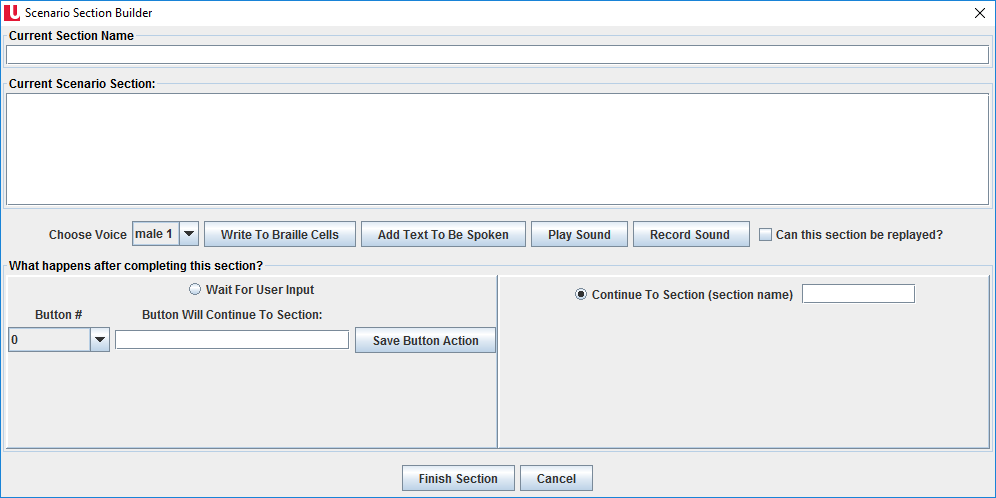 Scenario Section Builder
Current Section Name
Current Scenario Section:
Choose Voice male 1 Write To Braille Cells Add Text To Be Spoken Play Sound Record Sound Can this section be replayed?
What happens after completing this section?
Wait For User Input
Continue To Section (section name)
Button # Button Will Continue To Section:
0 Save Button Action
Finish Section Cancel